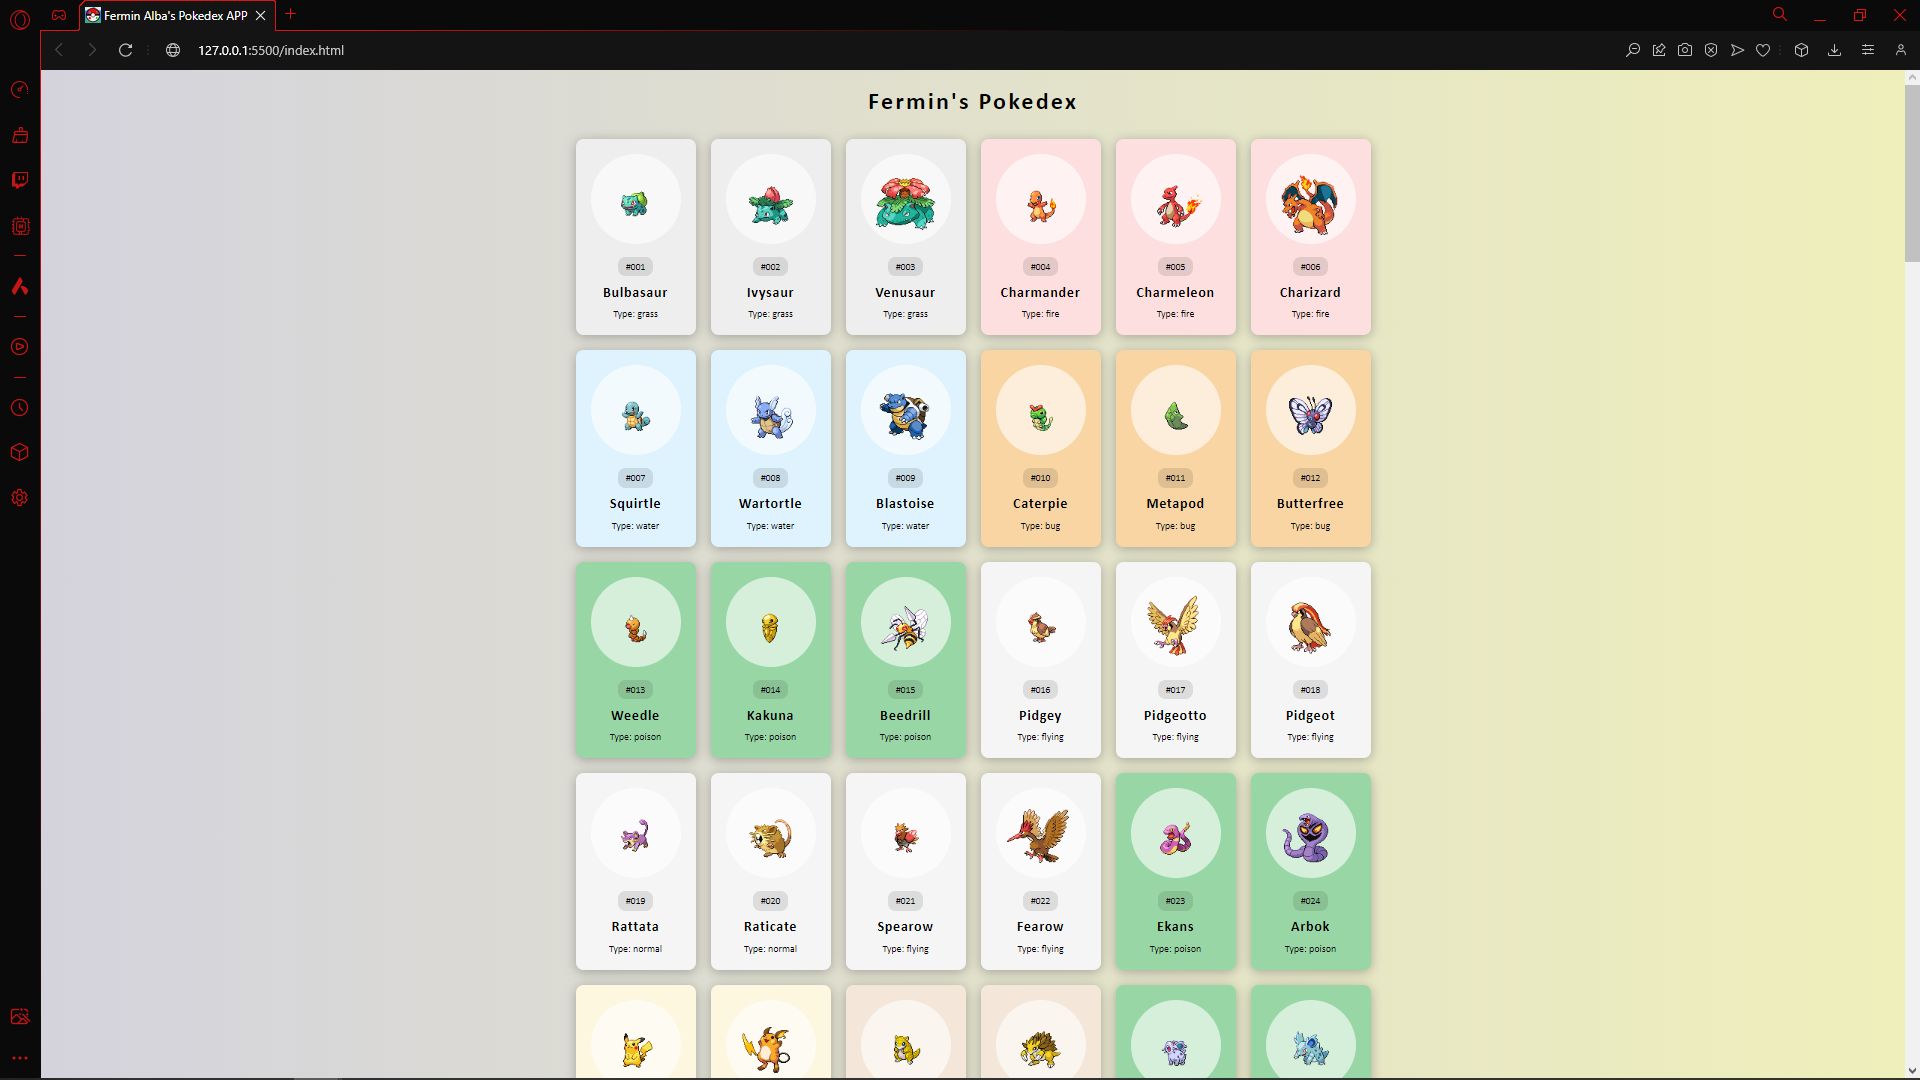 Fermin Alba's Pokedex APP
127.0.0.1:5500/index.html
Fermin's Pokedex
#001 #002 #003 #004 #005 #006
Bulbasaur Ivysaur Venusaur Charmander Charmeleon Charizard
Type: grass Type: grass Type: grass Type: fire Type: fire Type: fire
#007 #008 #009 #010 #011 #012
Squirtle Wartortle Blastoise Caterpie Metapod Butterfree
Type: water Type: water Type: water Type: bug Type: bug Type: bug
#013 #014 #015 #016 #017 #018
Weedle Kakuna Beedrill Pidgey Pidgeotto Pidgeot
Type: poison Type: poison Type: poison Type: flying Type: flying Type: flying
#019 #020 #021 #022 #023 #024
Rattata Raticate Spearow Fearow Ekans Arbok
Type: normal Type: normal Type: flying Type: flying Type: poison Type: poison